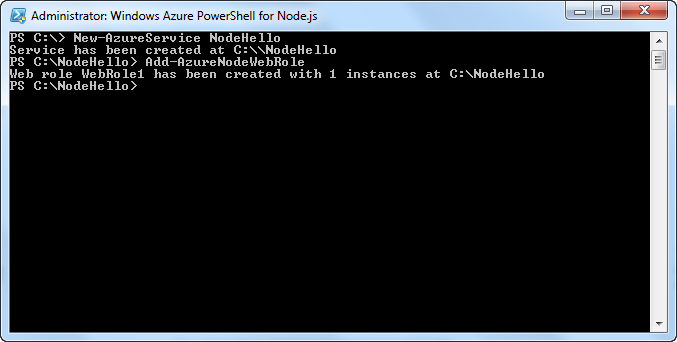 Administrator: Windows Azure PowerShell for Node.js
PS C:\> New-AzureService NodeHello
Service has been created at C:\\NodeHello
PS C:\NodeHello> Add-AzureNodeWebRole
Web role WebRole1 has been created with 1 instances at C:\NodeHello
PS C:\NodeHello>